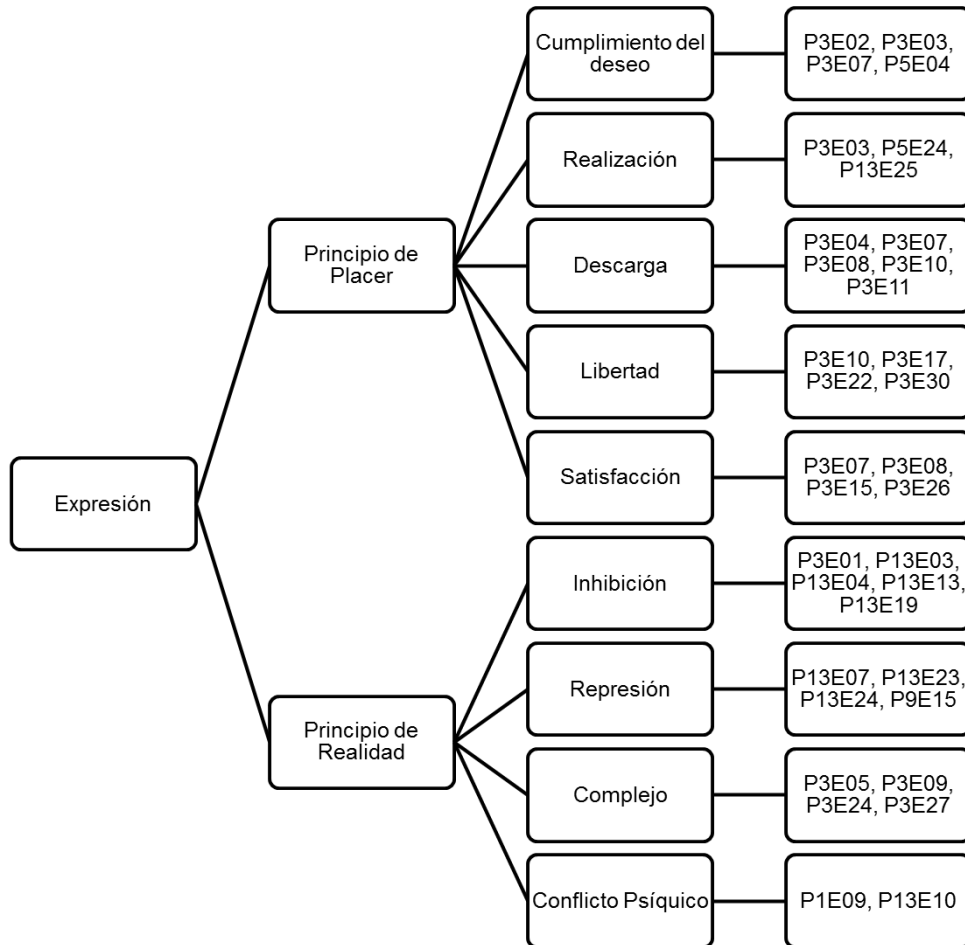 Expresión
Principio de
Placer
Cumplimiento del
deseo
P3E02, P3E03,
P3E07, P5E04
Realización
P3E03, P5E24,
P13E25
Descarga
P3E04, P3E07,
P3E08, P3E10,
P3E11
Libertad
P3E10, P3E17,
P3E22, P3E30
Satisfacción
P3E07, P3E08,
P3E15, P3E26
Principio de
Realidad
Inhibición
P3E01, P13E03,
P13E04, P13E13,
P13E19
Represión
P13E07, P13E23,
P13E24, P9E15
Complejo
P3E05, P3E09,
P3E24, P3E27
Conflicto Psíquico
P1E09, P13E10